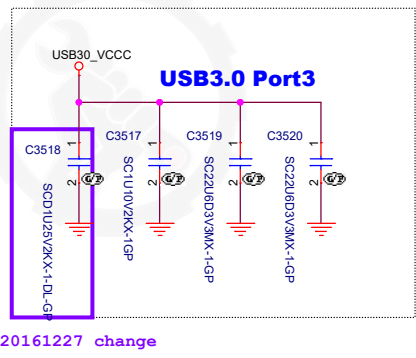 USB30_VCCC
USB3.0 Port3
C3518
1
2
G/P
SCD1U25V2KX-1-DL-GP
C3517
1
2
G/P
SC1U10V2KX-1GP
C3519
1
2
G/P
SC22U6D3V3MX-1-GP
C3520
1
2
G/P
SC22U6D3V3MX-1-GP
20161227 change